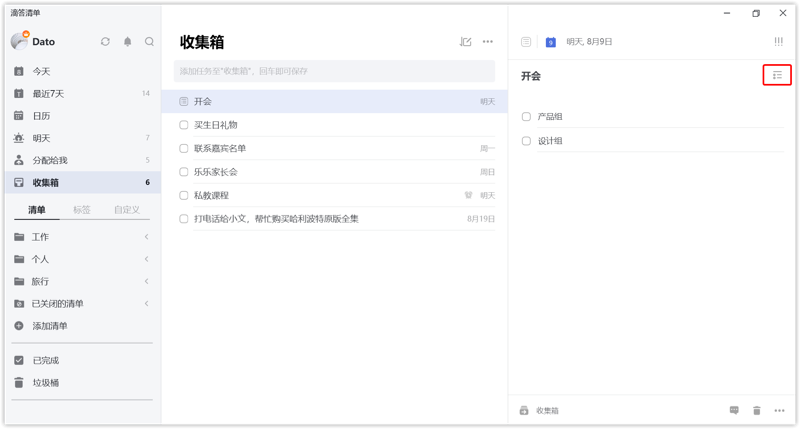 滴答清单
Dato
今天
最近7天 14
日历
明天 7
分配给我 5
收集箱 6
清单 标签 自定义
工作
个人
旅行
已关闭的清单
添加清单
已完成
垃圾桶
收集箱
添加任务至“收集箱”，回车即可保存
开会 明天
买生日礼物
联系嘉宾名单 周一
乐乐家长会 周日
私教课程 明天
打电话给小文，帮忙购买哈利波特原版全集 8月19日
9 明天, 8月9日
开会
产品组
设计组
收集箱